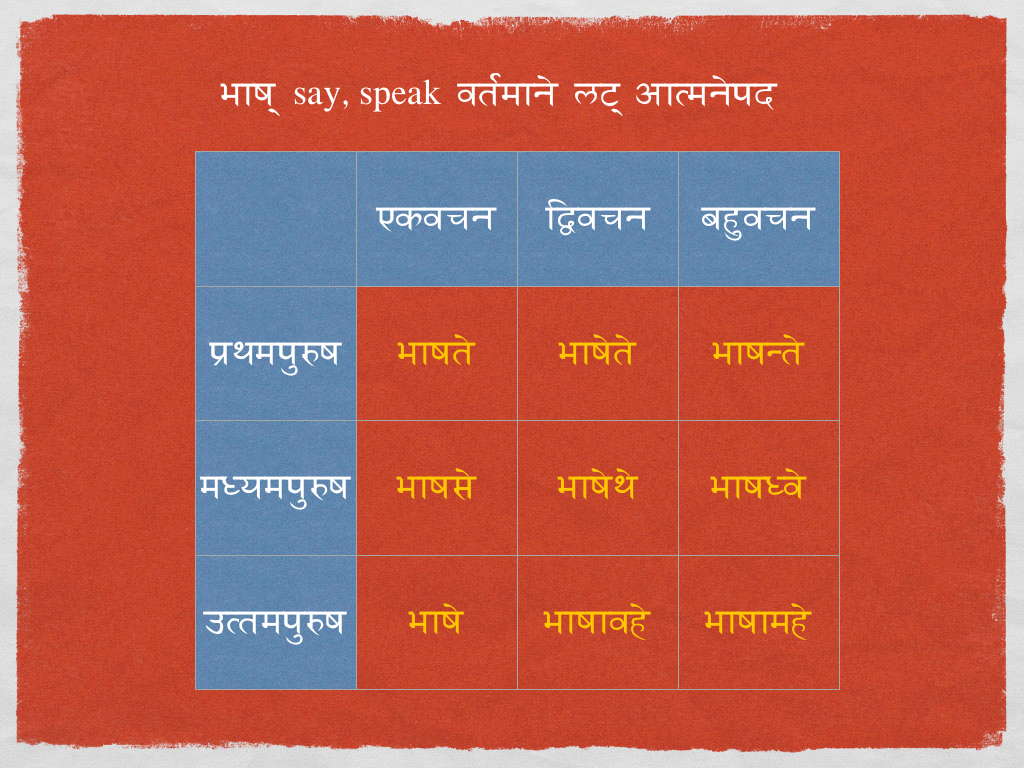 भाष् say, speak वर्तमाने लट् आत्मनेपद
एकवचन द्विवचन बहुवचन
प्रथमपुरुष भाषते भाषेते भाषन्ते
मध्यमपुरुष भाषसे भाषेथे भाषध्वे
उत्तमपुरुष भाषे भाषावहे भाषामहे